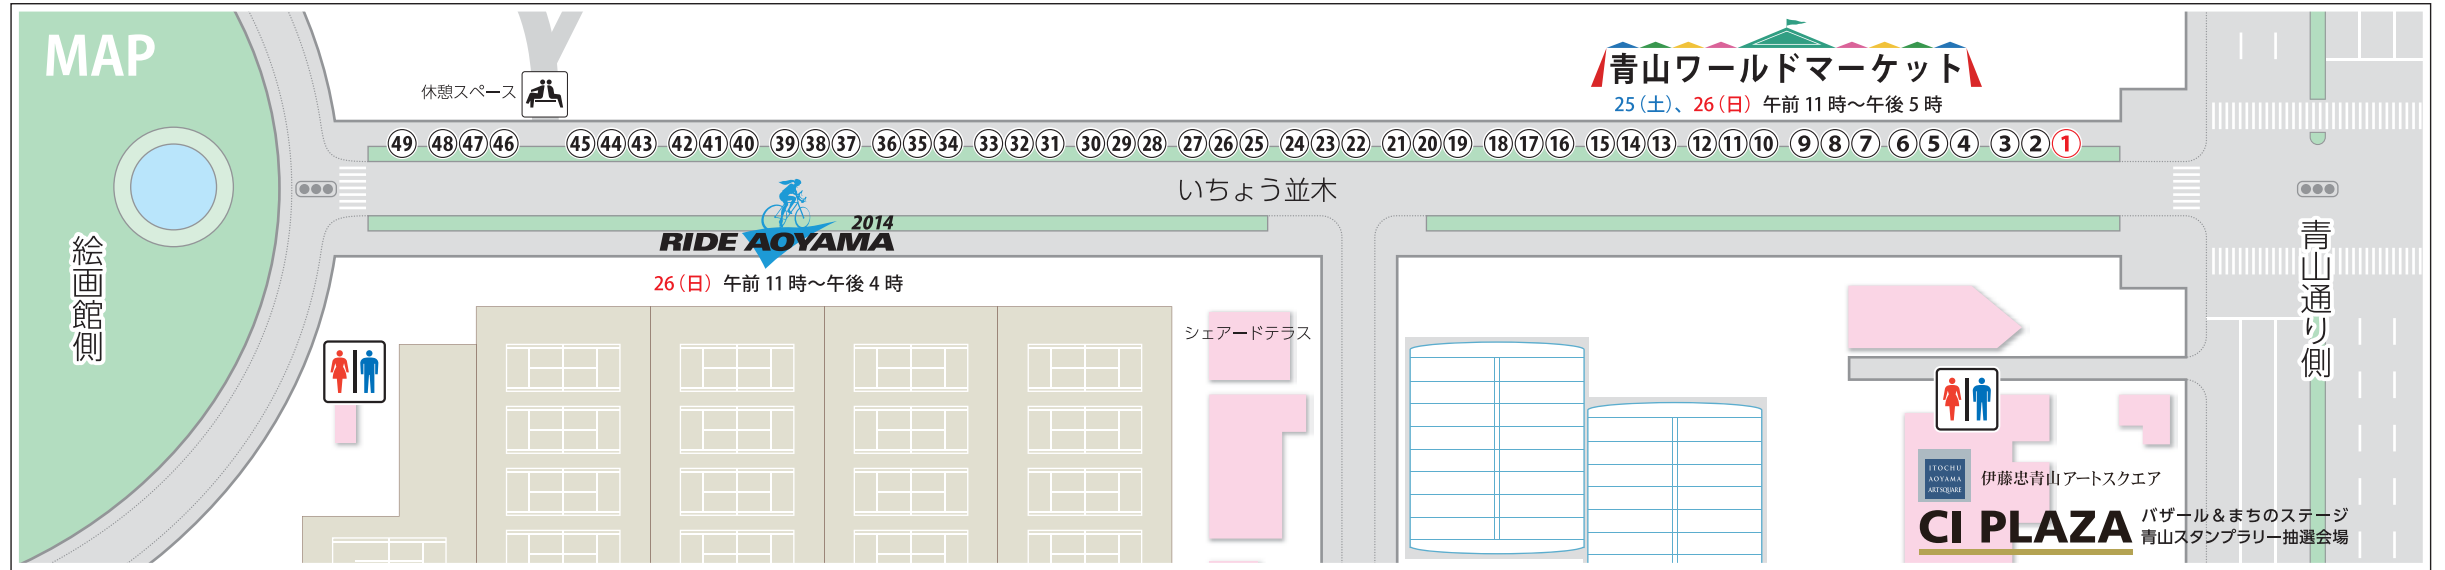 MAP
休憩スペース
青山ワールドマーケット
25(土)、26(日) 午前11時～午後5時
49 48 47 46 45 44 43 42 41 40 39 38 37 36 35 34 33 32 31 30 29 28 27 26 25 24 23 22 21 20 19 18 17 16 15 14 13 12 11 10 9 8 7 6 5 4 3 2 1
いちょう並木
2014
RIDE AOYAMA
26(日) 午前11時～午後4時
絵画館側
青山通り側
シェアードテラス
ITOCHU
AOYAMA
ART SQUARE
伊藤忠青山アートスクエア
CI PLAZA
バザール＆まちのステージ
青山スタンプラリー抽選会場